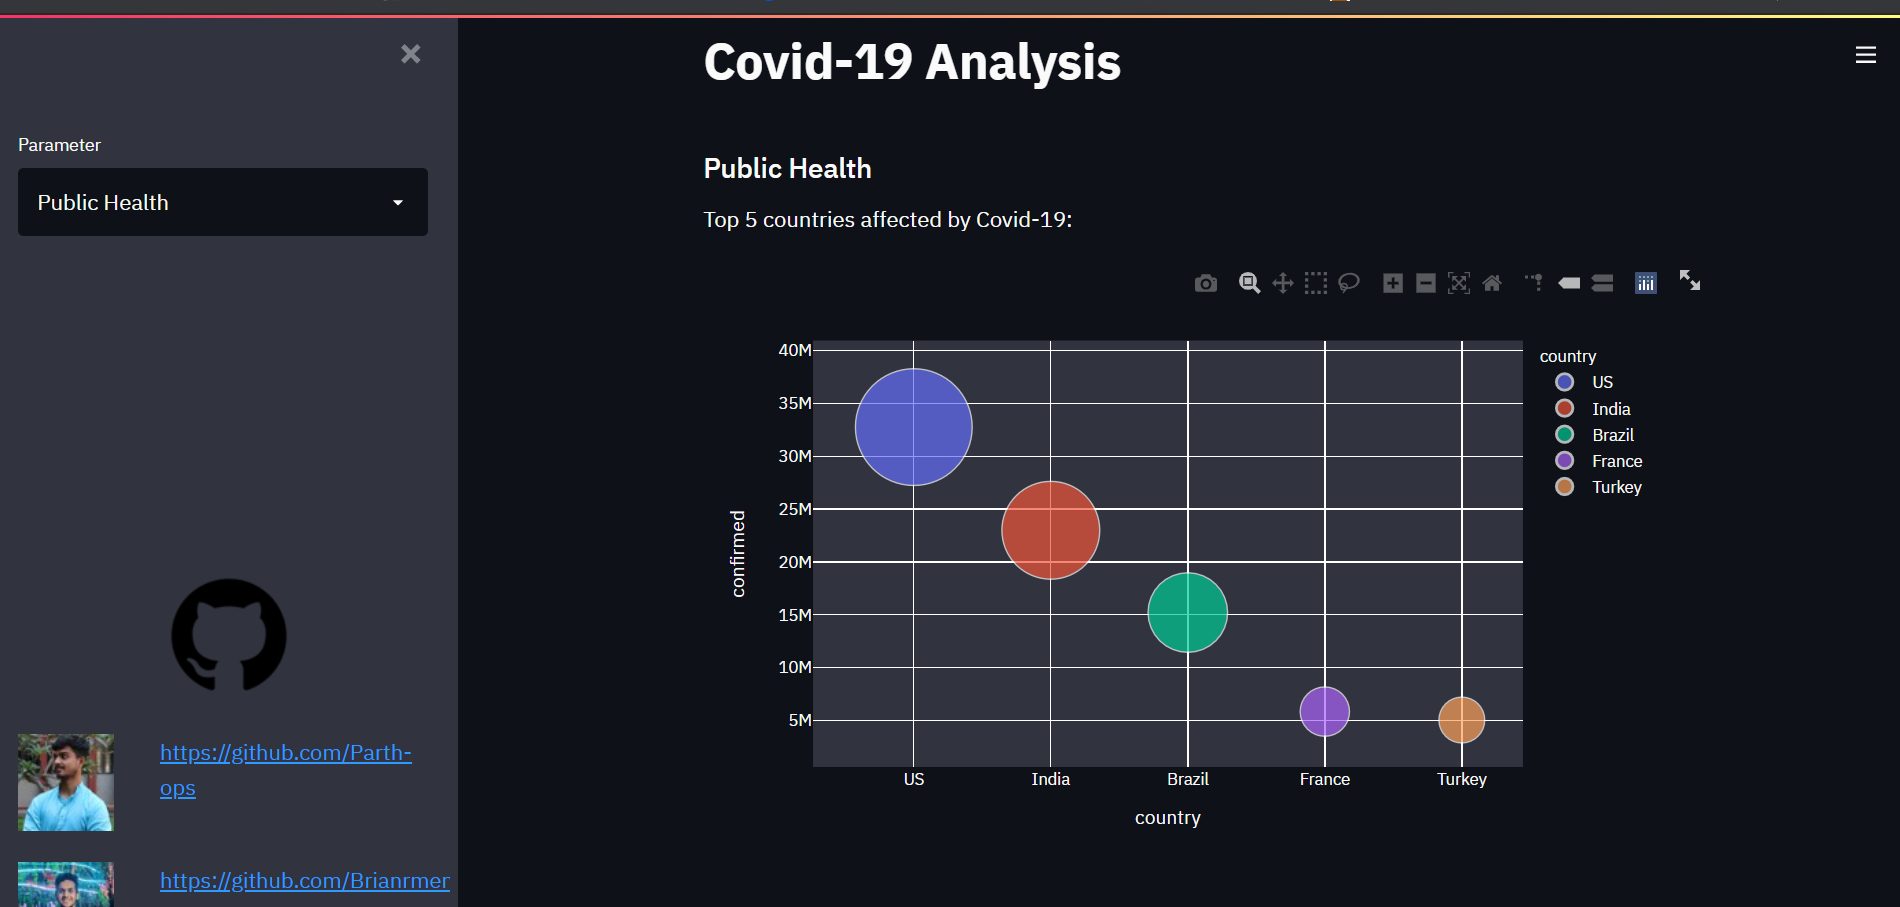 Covid-19 Analysis
Parameter
Public Health
Public Health
Top 5 countries affected by Covid-19:
https://github.com/Parth-
ops
https://github.com/Brianrmer
40M
35M
30M
25M
20M
15M
10M
5M
confirmed
US
India
Brazil
France
Turkey
country
country
US
India
Brazil
France
Turkey